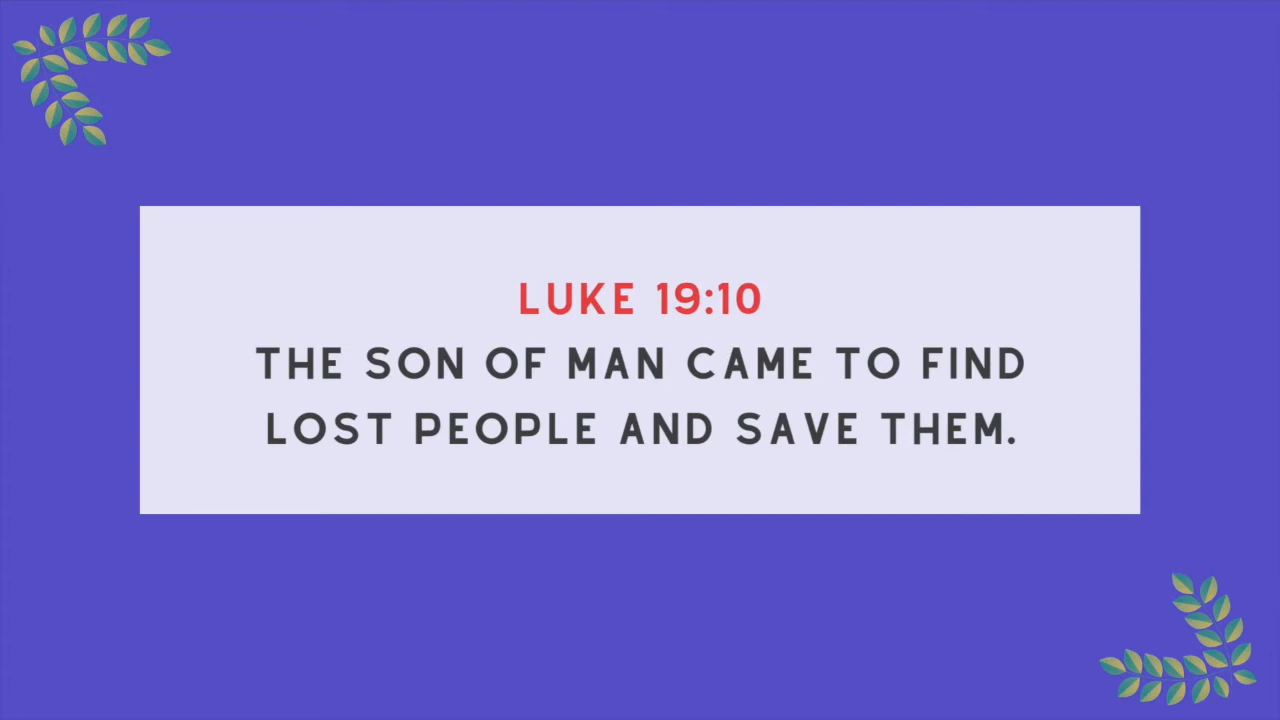 LUKE 19:10
THE SON OF MAN CAME TO FIND
LOST PEOPLE AND SAVE THEM.